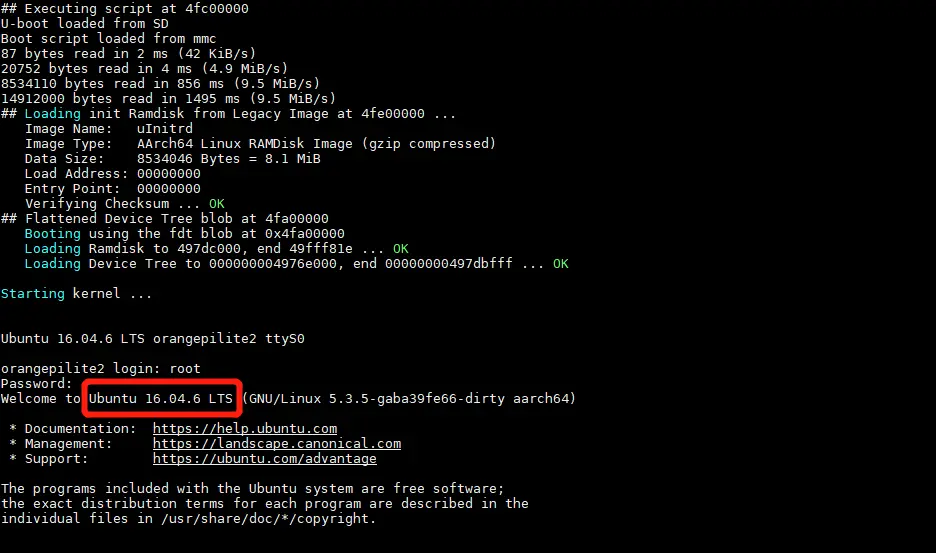 ## Executing script at 4fc00000
U-boot loaded from SD
Boot script loaded from mmc
87 bytes read in 2 ms (42 KiB/s)
20752 bytes read in 4 ms (4.9 MiB/s)
8534110 bytes read in 856 ms (9.5 MiB/s)
14912000 bytes read in 1495 ms (9.5 MiB/s)
## Loading init Ramdisk from Legacy Image at 4fe00000 ...
   Image Name:   uInitrd
   Image Type:   AArch64 Linux RAMDisk Image (gzip compressed)
   Data Size:    8534046 Bytes = 8.1 MiB
   Load Address: 00000000
   Entry Point:  00000000
   Verifying Checksum ... OK
## Flattened Device Tree blob at 4fa00000
   Booting using the fdt blob at 0x4fa00000
   Loading Ramdisk to 497dc000, end 49fff81e ... OK
   Loading Device Tree to 000000004976e000, end 00000000497dbfff ... OK
Starting kernel ...
Ubuntu 16.04.6 LTS orangepilite2 ttyS0
orangepilite2 login: root
Password:
Welcome to Ubuntu 16.04.6 LTS (GNU/Linux 5.3.5-gaba39fe66-dirty aarch64)
 * Documentation:  https://help.ubuntu.com
 * Management:     https://landscape.canonical.com
 * Support:        https://ubuntu.com/advantage
The programs included with the Ubuntu system are free software;
the exact distribution terms for each program are described in the
individual files in /usr/share/doc/*/copyright.